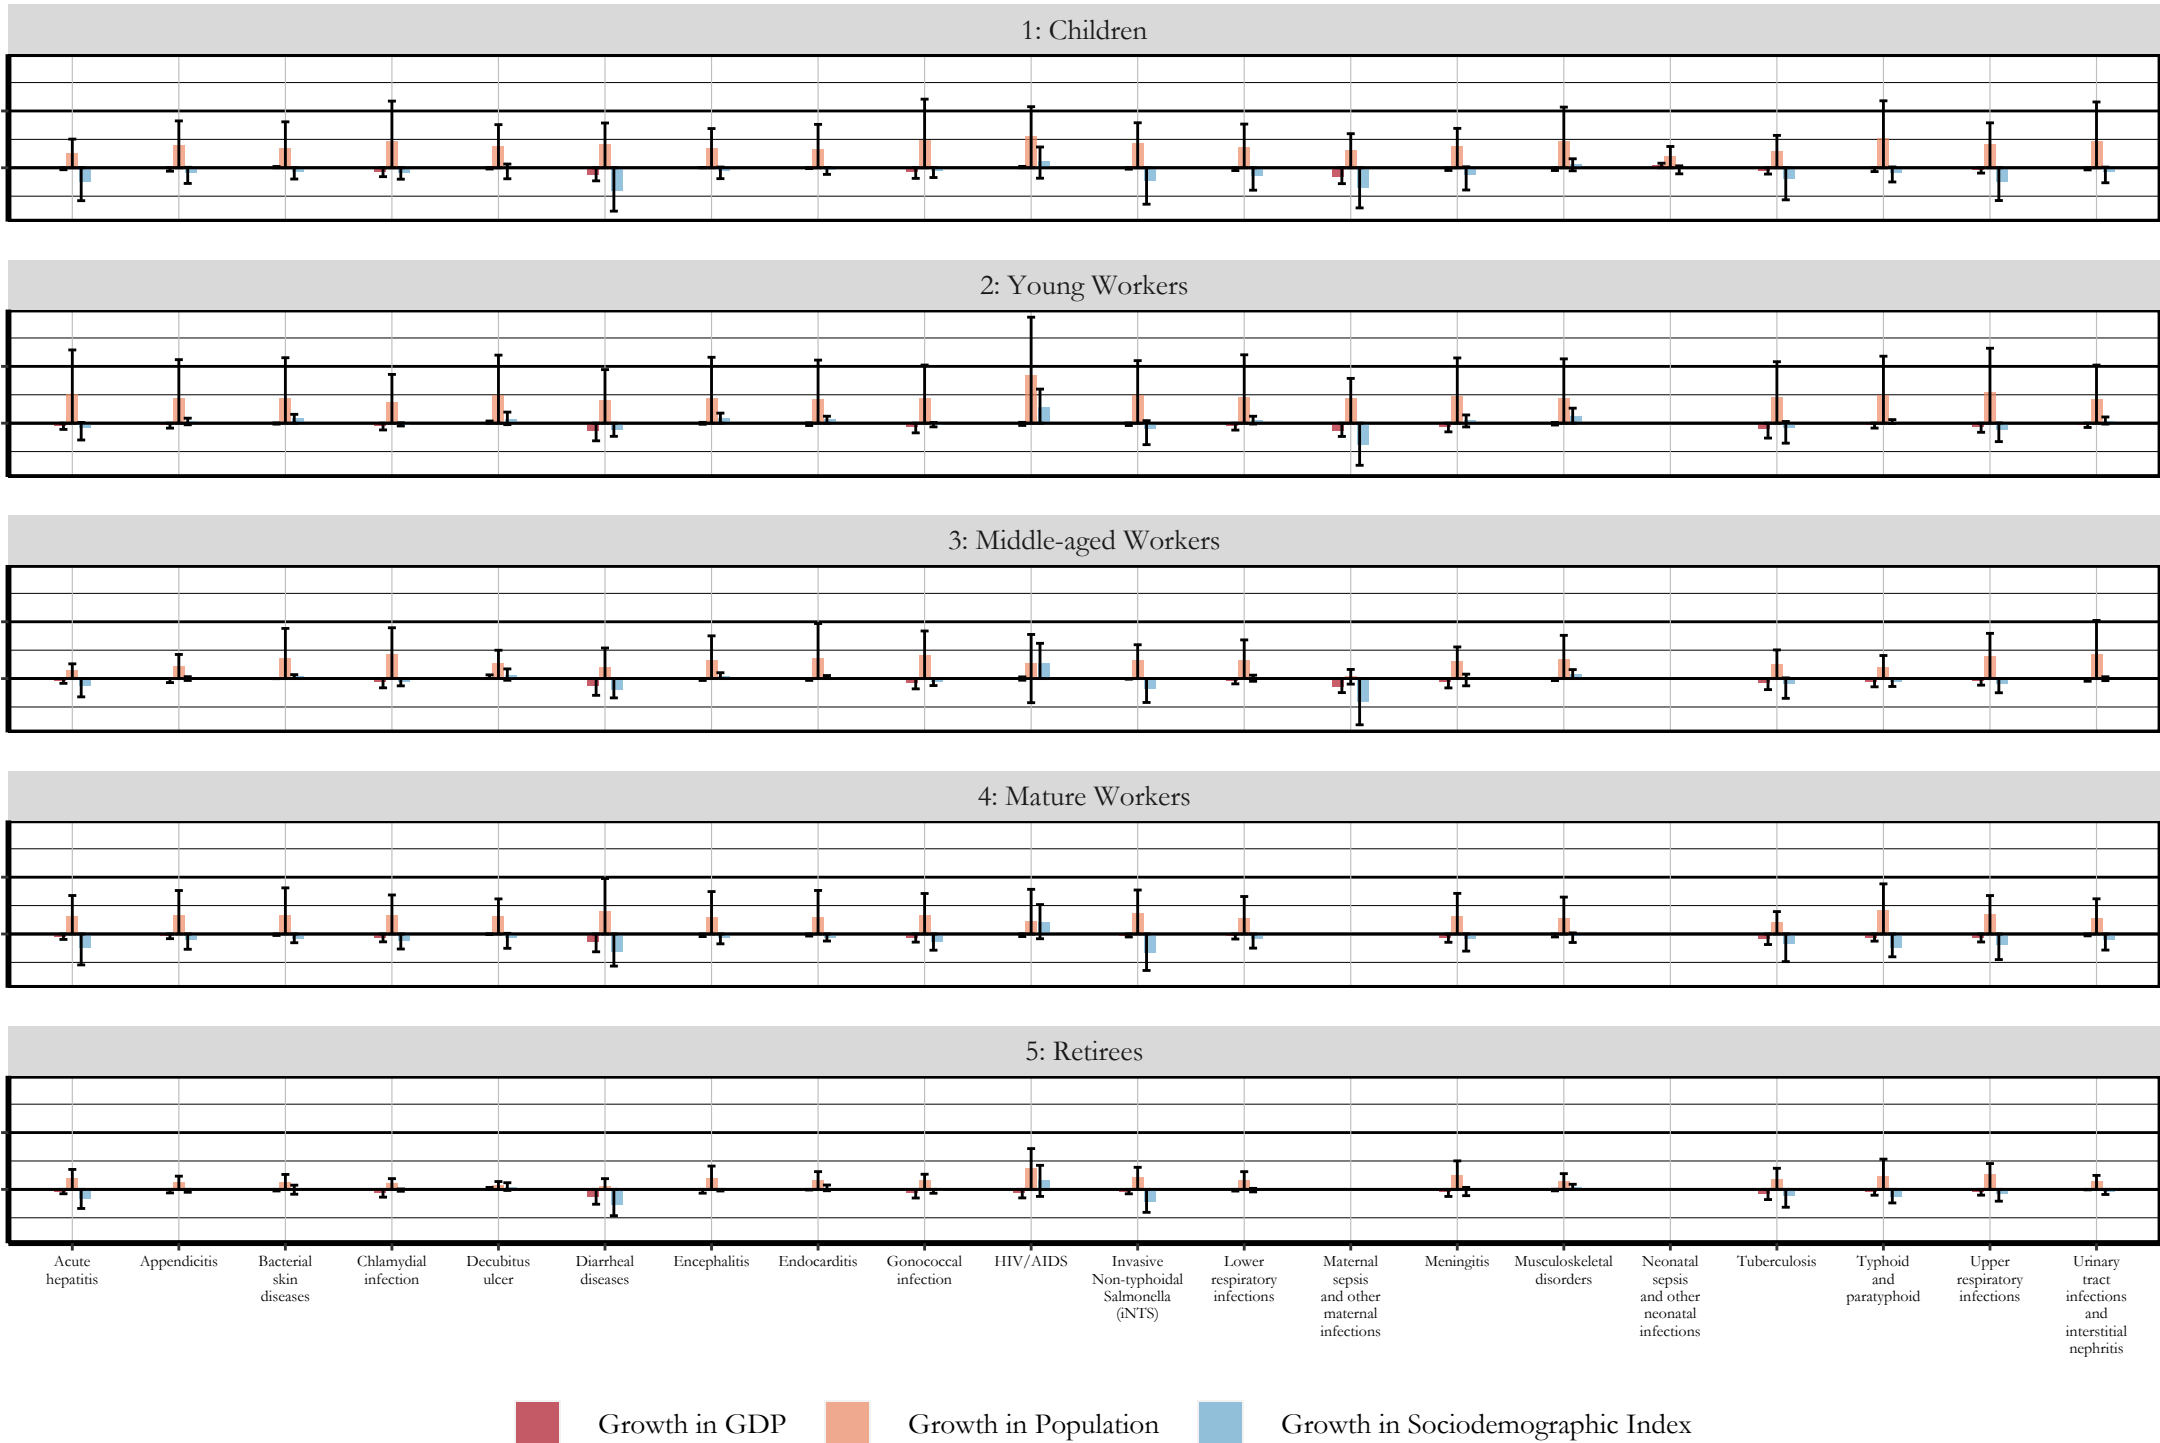 1: Children
2: Young Workers
3: Middle-aged Workers
4: Mature Workers
5: Retirees
Acute
hepatitis
Appendicitis
Bacterial
skin
diseases
Chlamydial
infection
Decubitus
ulcer
Diarrheal
diseases
Encephalitis
Endocarditis
Gonococcal
infection
HIV/AIDS
Invasive
Non-typhoidal
Salmonella
(iNTS)
Lower
respiratory
infections
Maternal
sepsis
and other
maternal
infections
Meningitis
Musculoskeletal
disorders
Neonatal
sepsis
and other
neonatal
infections
Tuberculosis
Typhoid
and
paratyphoid
Upper
respiratory
infections
Urinary
tract
infections
and
interstitial
nephritis
Growth in GDP
Growth in Population
Growth in Sociodemographic Index